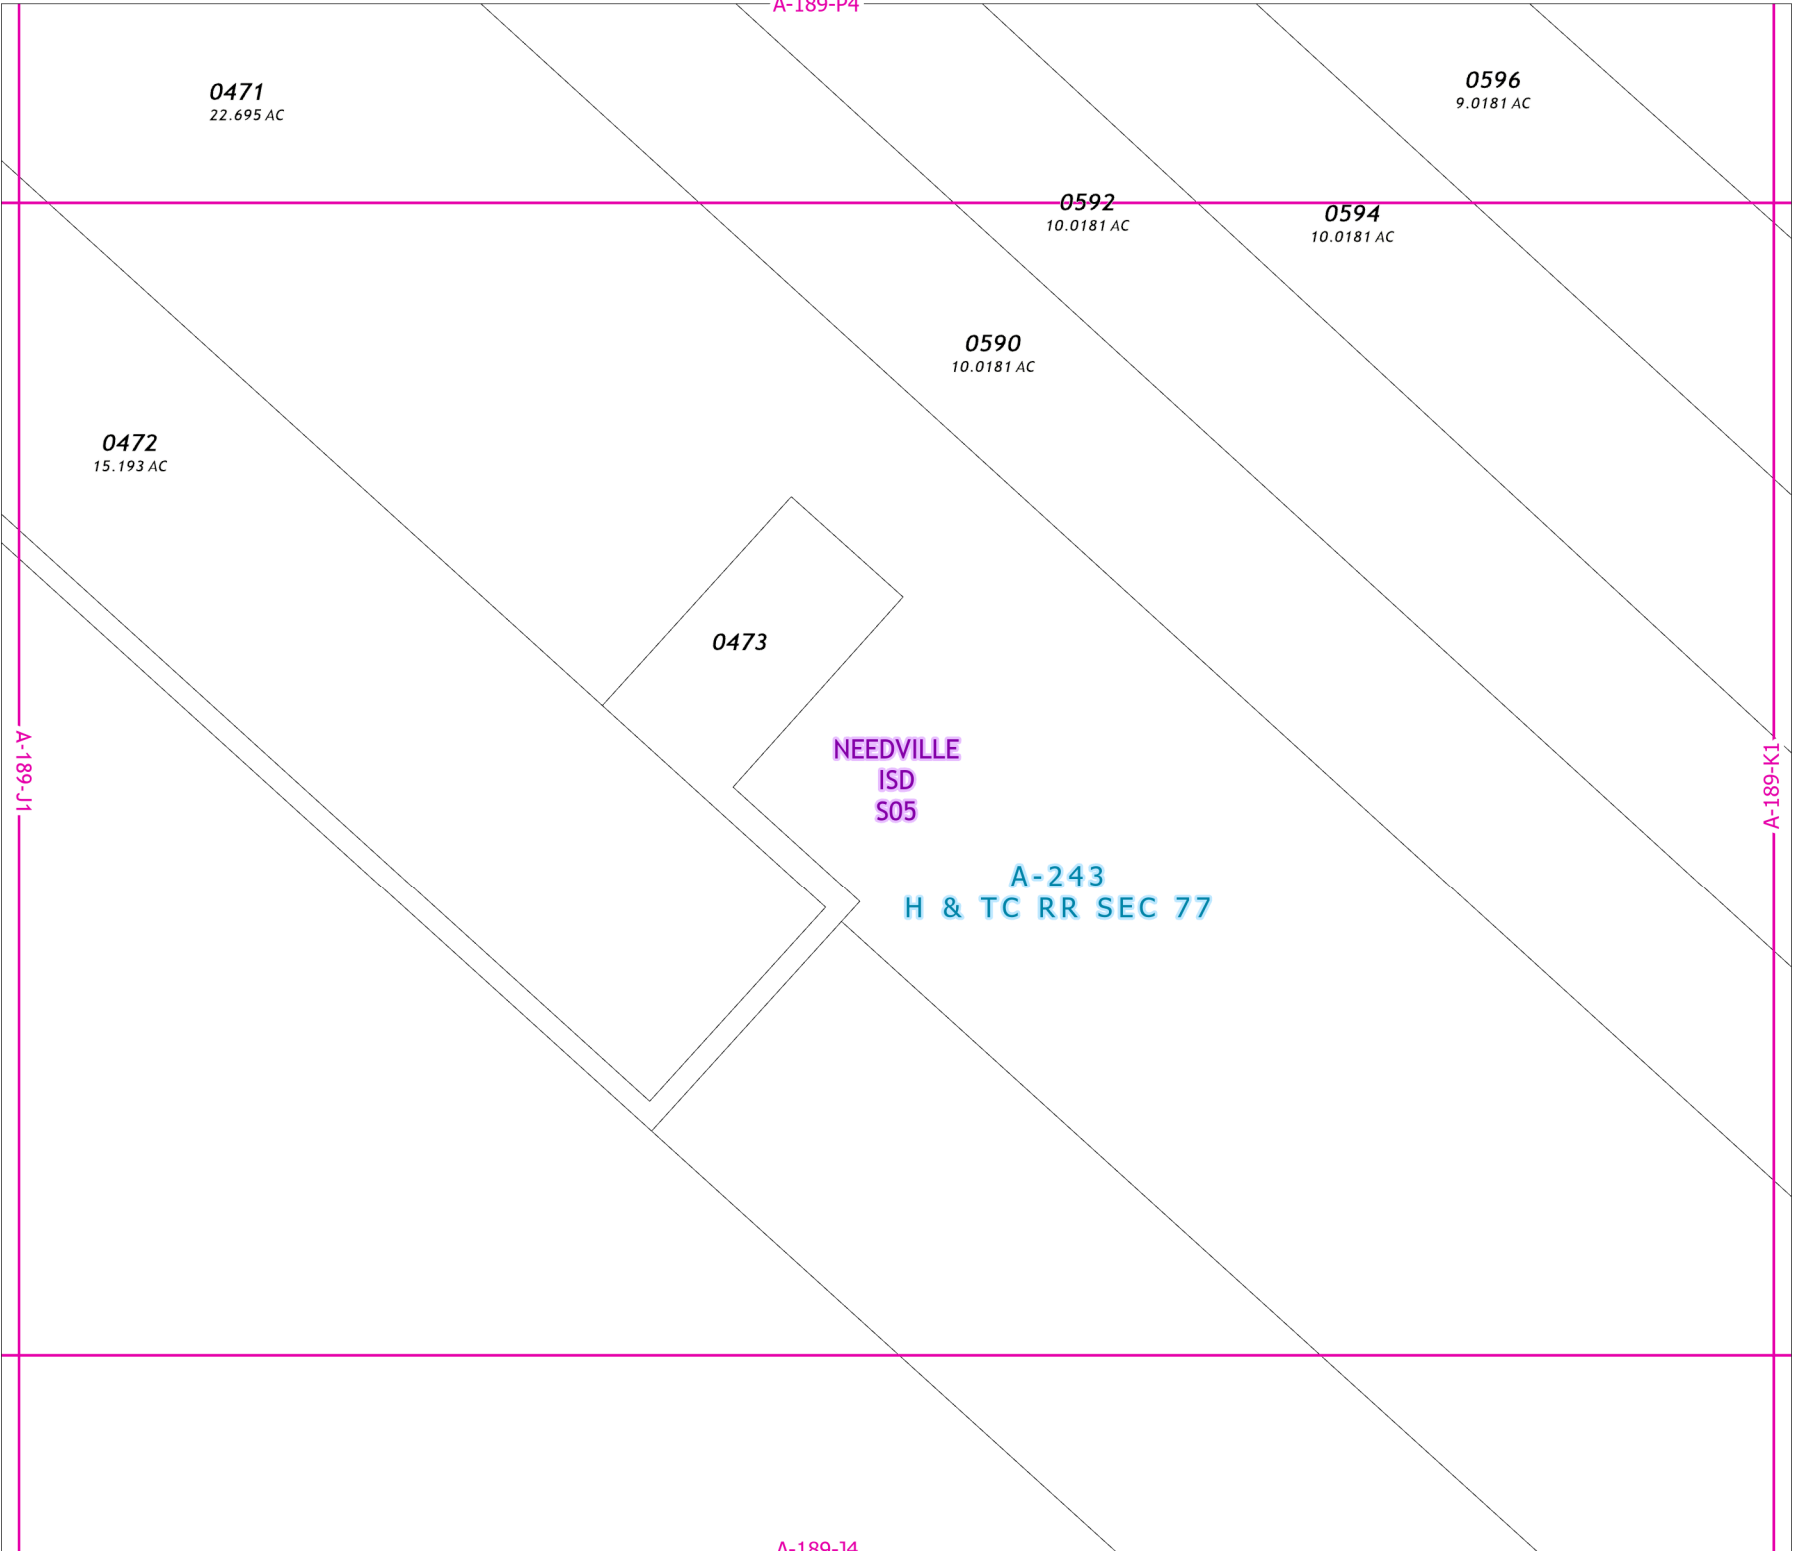 A-189-P4
0471
22.695 AC
0596
9.0181 AC
0592
10.0181 AC
0594
10.0181 AC
0590
10.0181 AC
0472
15.193 AC
0473
NEEDVILLE
ISD
S05
A-189-J1
A-189-K1
A-243
H & TC RR SEC 77
A-189-J4